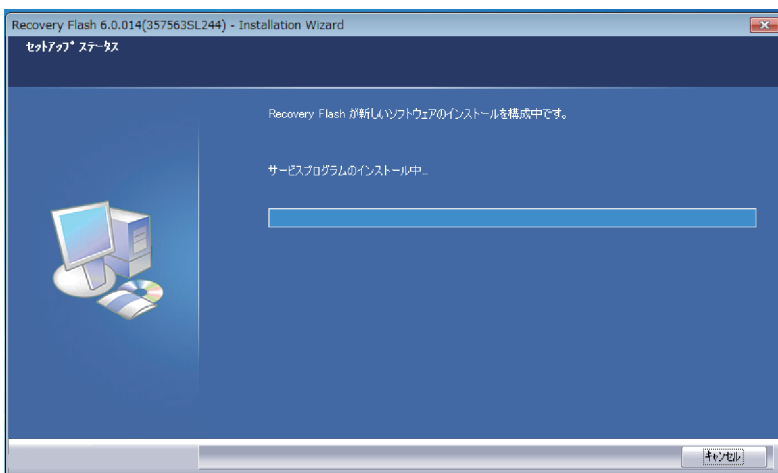 Recovery Flash 6.0.014(357563SL244) - Installation Wizard
セットアップ ステータス
Recovery Flash が新しいソフトウェアのインストールを構成中です。
サービスプログラムのインストール中...
キャンセル